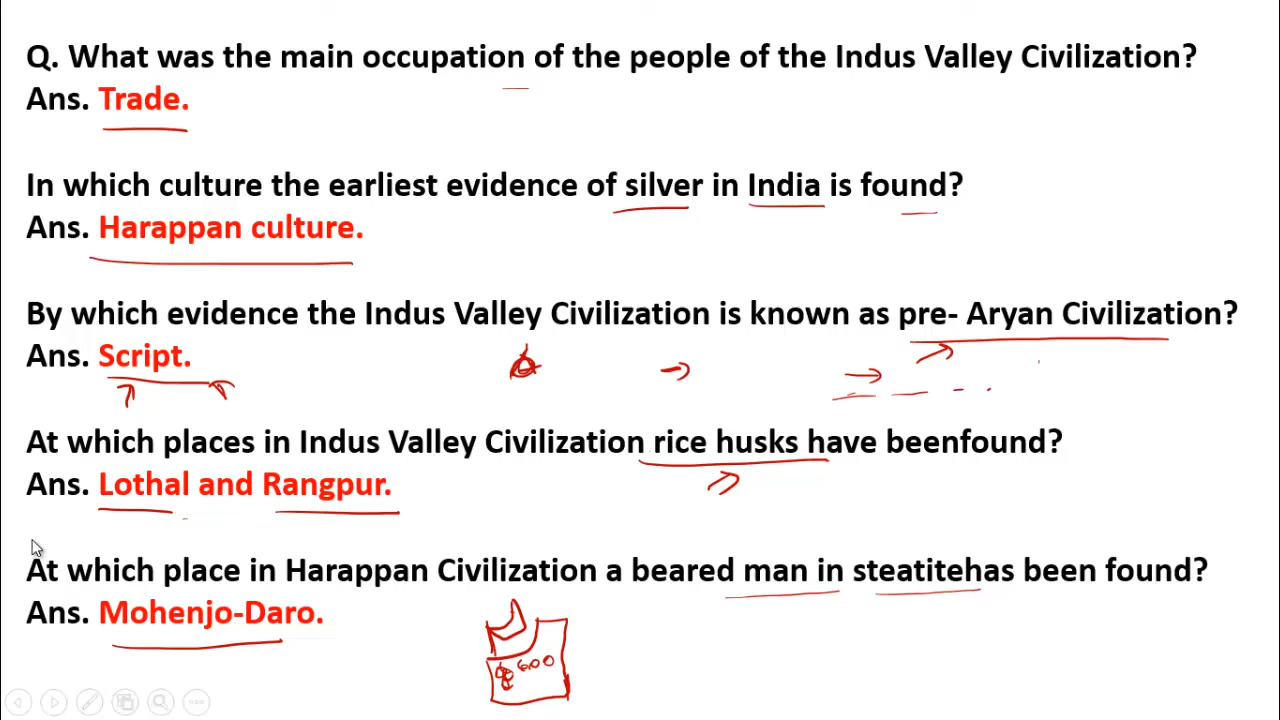 Q. What was the main occupation of the people of the Indus Valley Civilization?
Ans. Trade.
In which culture the earliest evidence of silver in India is found?
Ans. Harappan culture.
By which evidence the Indus Valley Civilization is known as pre- Aryan Civilization?
Ans. Script.
At which places in Indus Valley Civilization rice husks have beenfound?
Ans. Lothal and Rangpur.
At which place in Harappan Civilization a beared man in steatitehas been found?
Ans. Mohenjo-Daro.